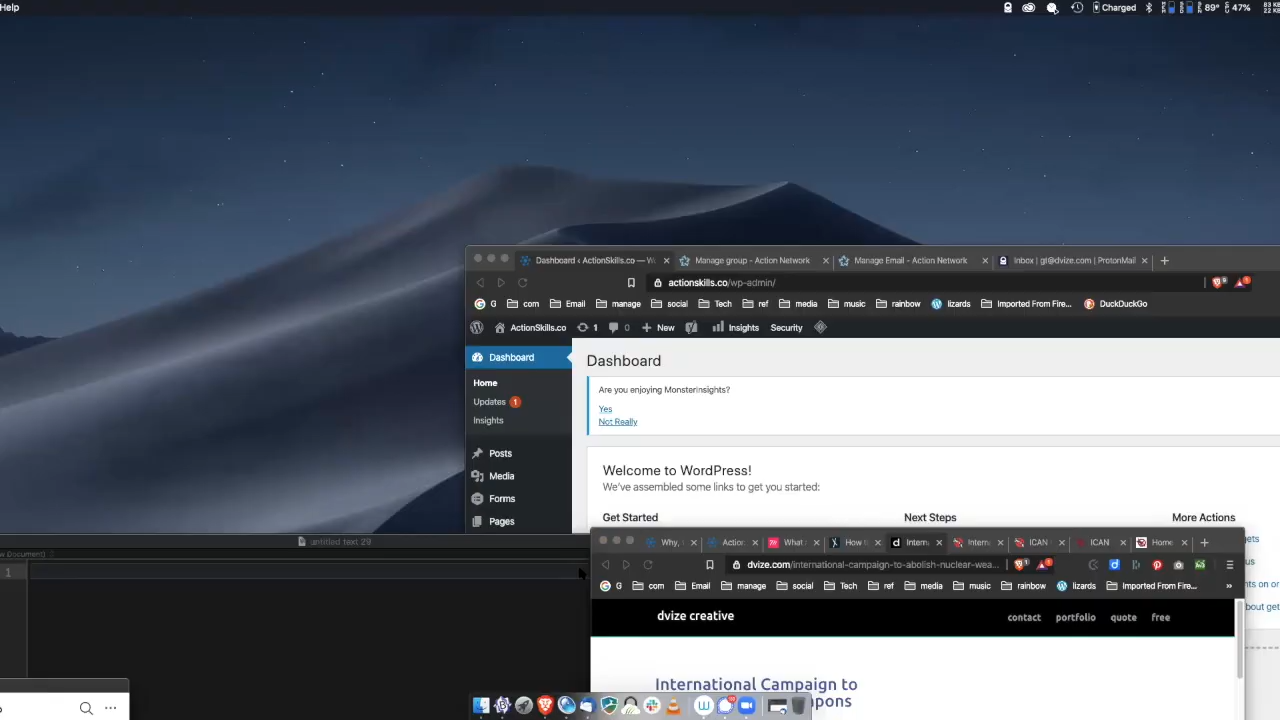 Help
Charged
89°
47%
83 K
22 K
Dashboard ‹ ActionSkills.co — W
Manage group - Action Network
Manage Email - Action Network
Inbox | gt@dvize.com | ProtonMail
actionskills.co/wp-admin/
G com Email manage social Tech ref media music rainbow lizards Imported From Fire... DuckDuckGo
ActionSkills.co 1 0 New Insights Security
Dashboard
Home
Updates 1
Insights
Posts
Media
Forms
Pages
Dashboard
Are you enjoying MonsterInsights?
Yes
Not Really
Welcome to WordPress!
We've assembled some links to get you started:
Get Started
Next Steps
More Actions
untitled text 29
w Document)
1
Why, Action What How t Intern Intern ICAN ICAN Home
dvize.com/international-campaign-to-abolish-nuclear-wea...
G com Email manage social Tech ref media music rainbow lizards Imported From Fire... »
dvize creative
contact portfolio quote free
International Campaign to
pons